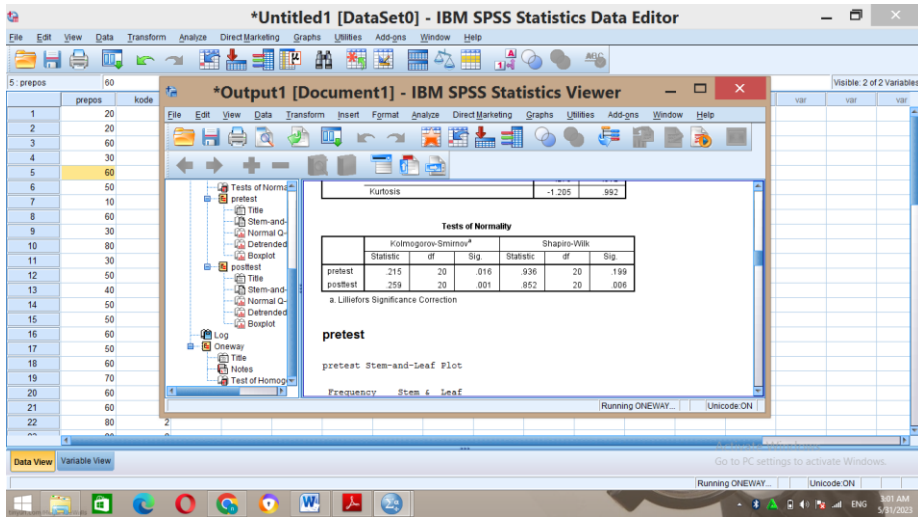 *Untitled1 [DataSet0] - IBM SPSS Statistics Data Editor
File Edit View Data Transform Analyze Direct Marketing Graphs Utilities Add-ons Window Help
5 : prepos 60 Visible: 2 of 2 Variables
prepos kode var var var
1 20
2 20
3 60
4 30
5 60
6 50
7 10
8 60
9 30
10 80
11 30
12 50
13 40
14 50
15 50
16 60
17 50
18 60
19 70
20 60
21 60
22 80 2
*Output1 [Document1] - IBM SPSS Statistics Viewer
File Edit View Data Transform Insert Format Analyze Direct Marketing Graphs Utilities Add-ons Window Help
Tests of Norma
pretest
Title
Stem-and-
Normal Q-
Detrended
Boxplot
posttest
Title
Stem-and-
Normal Q-
Detrended
Boxplot
Log
Oneway
Title
Notes
Test of Homog
Kurtosis -1.205 .992
Tests of Normality
Kolmogorov-Smirnov a Shapiro-Wilk
Statistic df Sig. Statistic df Sig.
pretest .215 20 .016 .936 20 .199
posttest .259 20 .001 .852 20 .006
a. Lilliefors Significance Correction
pretest
pretest Stem-and-Leaf Plot
Frequency Stem & Leaf
Running ONEWAY... Unicode:ON
Data View Variable View
Go to PC settings to activate Windows.
Running ONEWAY... Unicode:ON
ENG
3:01 AM
5/31/2023